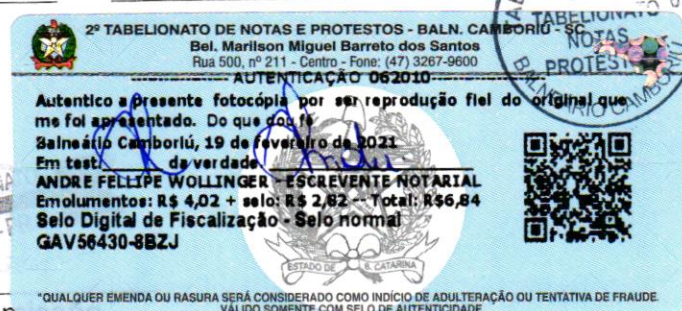 2º TABELIONATO DE NOTAS E PROTESTOS - BALN. CAMBORIÚ - SC
Bel. Marilson Miguel Barreto dos Santos
Rua 500, nº 211 - Centro - Fone: (47) 3267-9600
AUTENTICAÇÃO 062010
Autentico a presente fotocópia por ser reprodução fiel do original que
me foi apresentado. Do que dou fé
Balneário Camboriú, 19 de fevereiro de 2021
Em test. da verdade
ANDRE FELLIPE WOLLINGER - ESCREVENTE NOTARIAL
Emolumentos: R$ 4,02 + selo: R$ 2,82 -- Total: R$6,84
Selo Digital de Fiscalização - Selo normal
GAV56430-8BZJ
ESTADO DE S. CATARINA
"QUALQUER EMENDA OU RASURA SERÁ CONSIDERADO COMO INDÍCIO DE ADULTERAÇÃO OU TENTATIVA DE FRAUDE.
VÁLIDO SOMENTE COM SELO DE AUTENTICIDADE
TABELIONATO
NOTAS
PROTEST